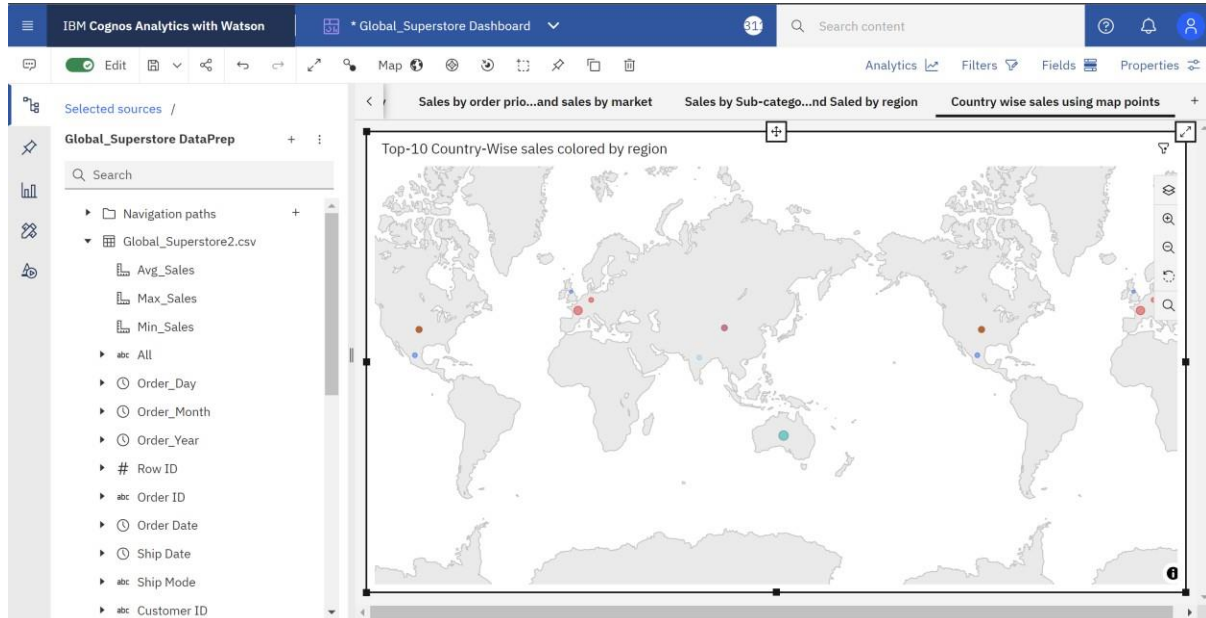 IBM Cognos Analytics with Watson
* Global_Superstore Dashboard
Search content
Edit
Map
Analytics
Filters
Fields
Properties
Selected sources /
Global_Superstore DataPrep
Search
Navigation paths
Global_Superstore2.csv
Avg_Sales
Max_Sales
Min_Sales
abc All
Order_Day
Order_Month
Order_Year
# Row ID
abc Order ID
Order Date
Ship Date
abc Ship Mode
abc Customer ID
Sales by order prio...and sales by market
Sales by Sub-catego...nd Saled by region
Country wise sales using map points
Top-10 Country-Wise sales colored by region